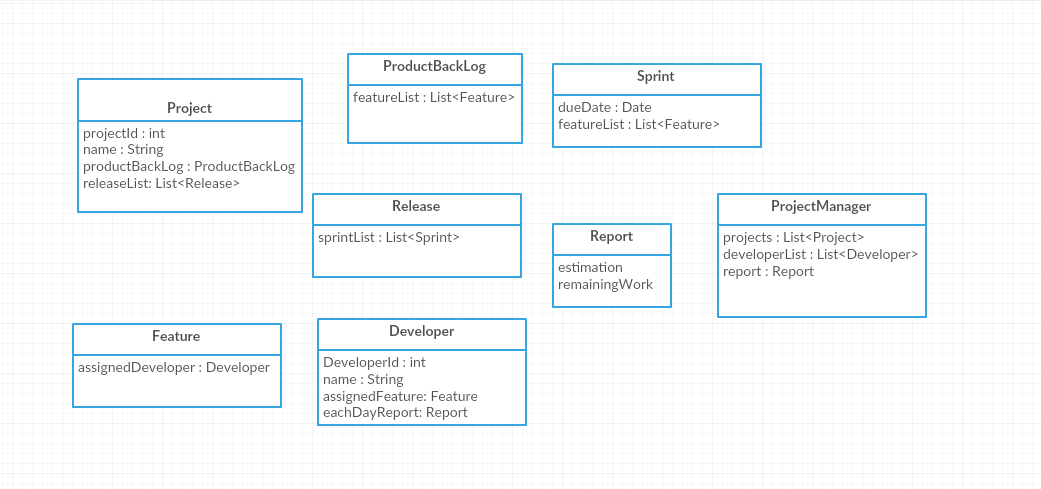 ProductBackLog
featureList : List<Feature>
Sprint
dueDate : Date
featureList : List<Feature>
Project
projectId : int
name : String
productBackLog : ProductBackLog
releaseList: List<Release>
Release
sprintList : List<Sprint>
Report
estimation
remainingWork
ProjectManager
projects : List<Project>
developerList : List<Developer>
report : Report
Feature
assignedDeveloper : Developer
Developer
DeveloperId : int
name : String
assignedFeature: Feature
eachDayReport: Report